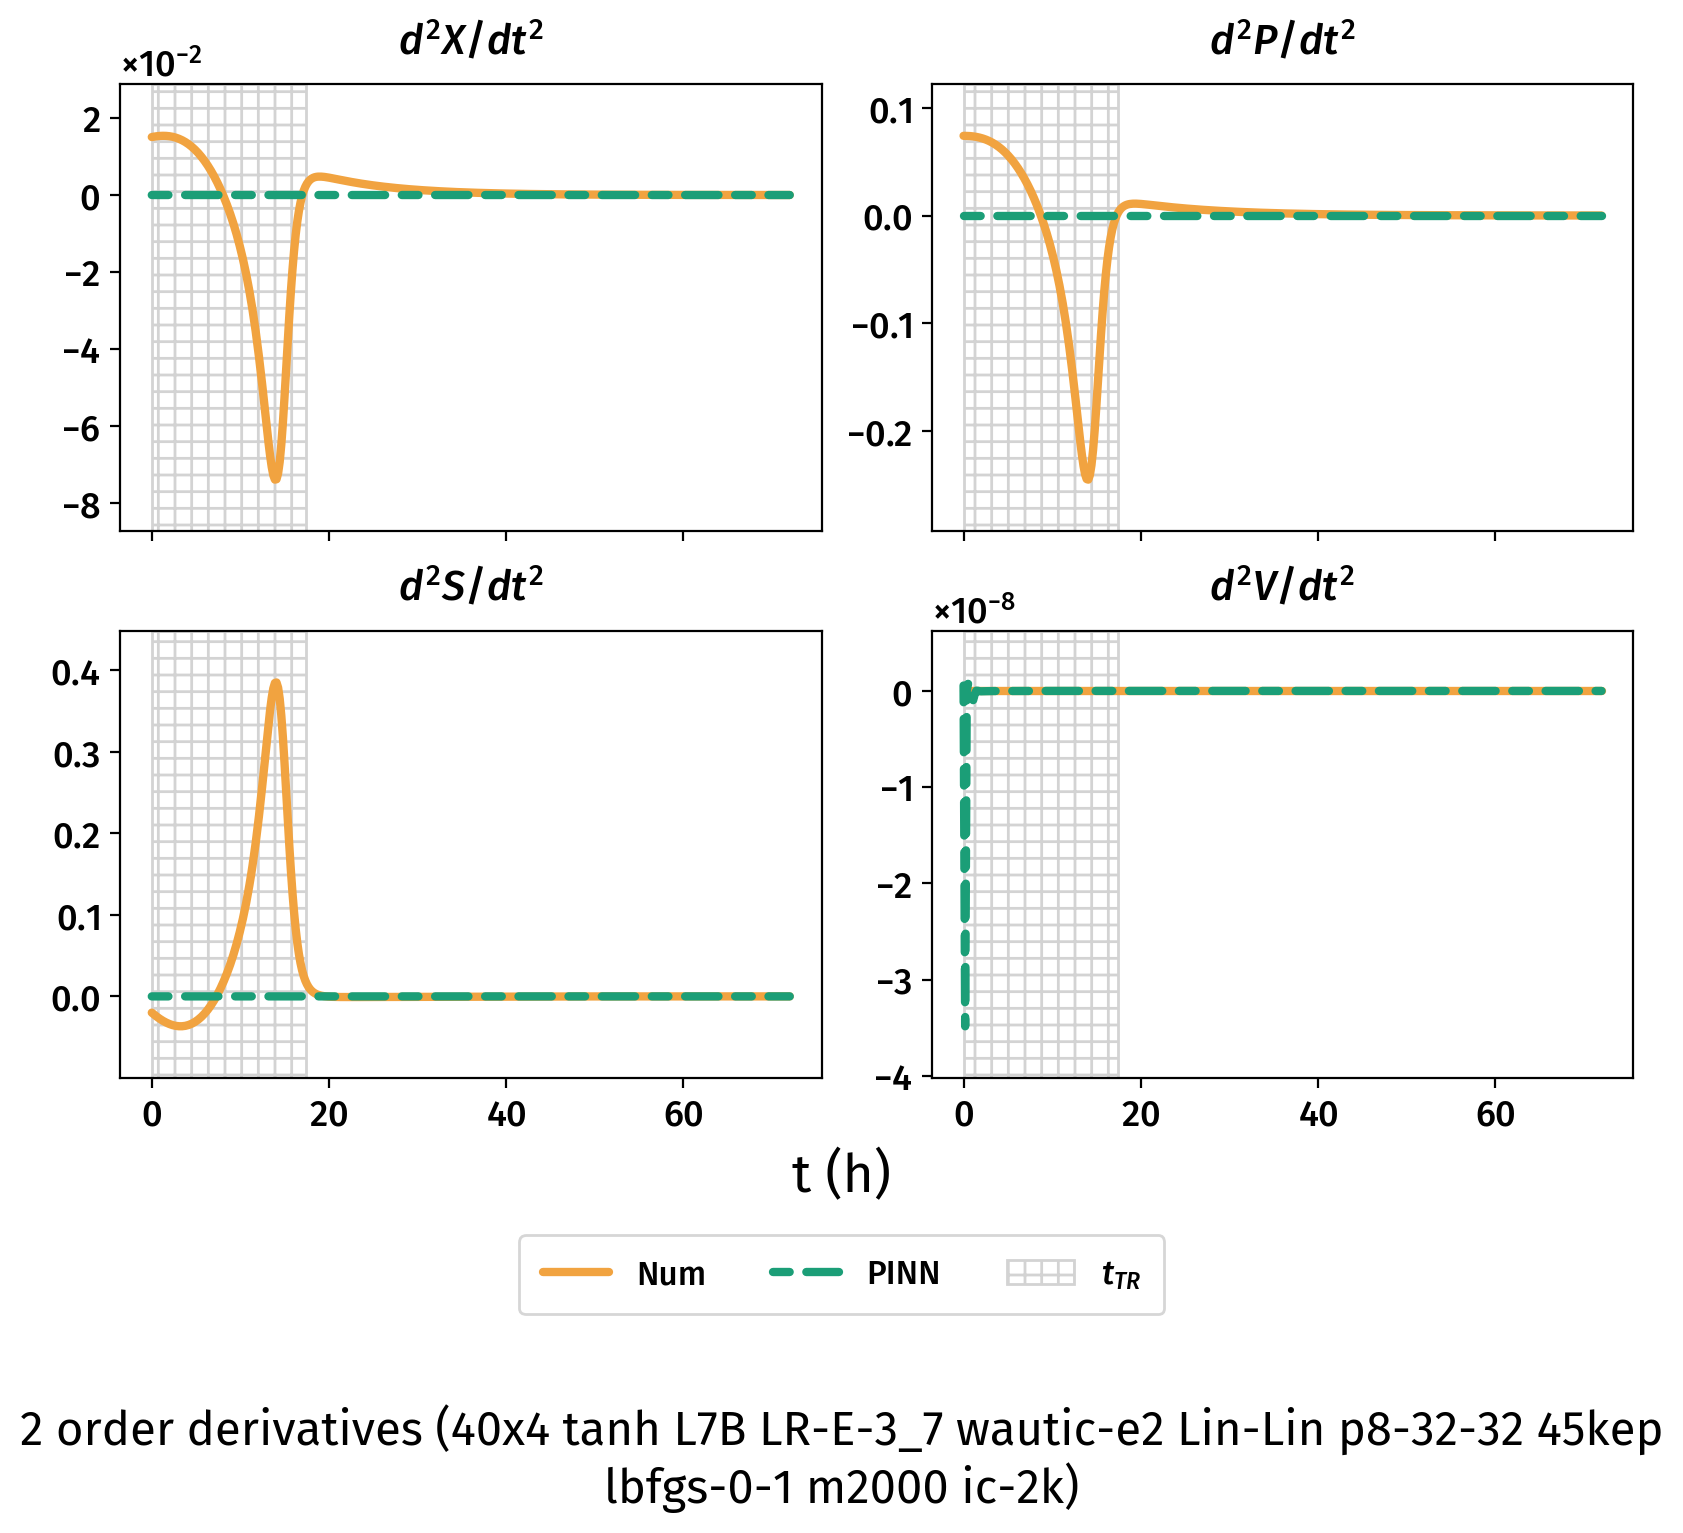 d²X/dt²
×10⁻²
2
0
−2
−4
−6
−8
d²P/dt²
0.1
0.0
−0.1
−0.2
d²S/dt²
0.4
0.3
0.2
0.1
0.0
0 20 40 60
d²V/dt²
×10⁻⁸
0
−1
−2
−3
−4
0 20 40 60
t (h)
Num PINN t_TR
2 order derivatives (40x4 tanh L7B LR-E-3_7 wautic-e2 Lin-Lin p8-32-32 45kep
lbfgs-0-1 m2000 ic-2k)